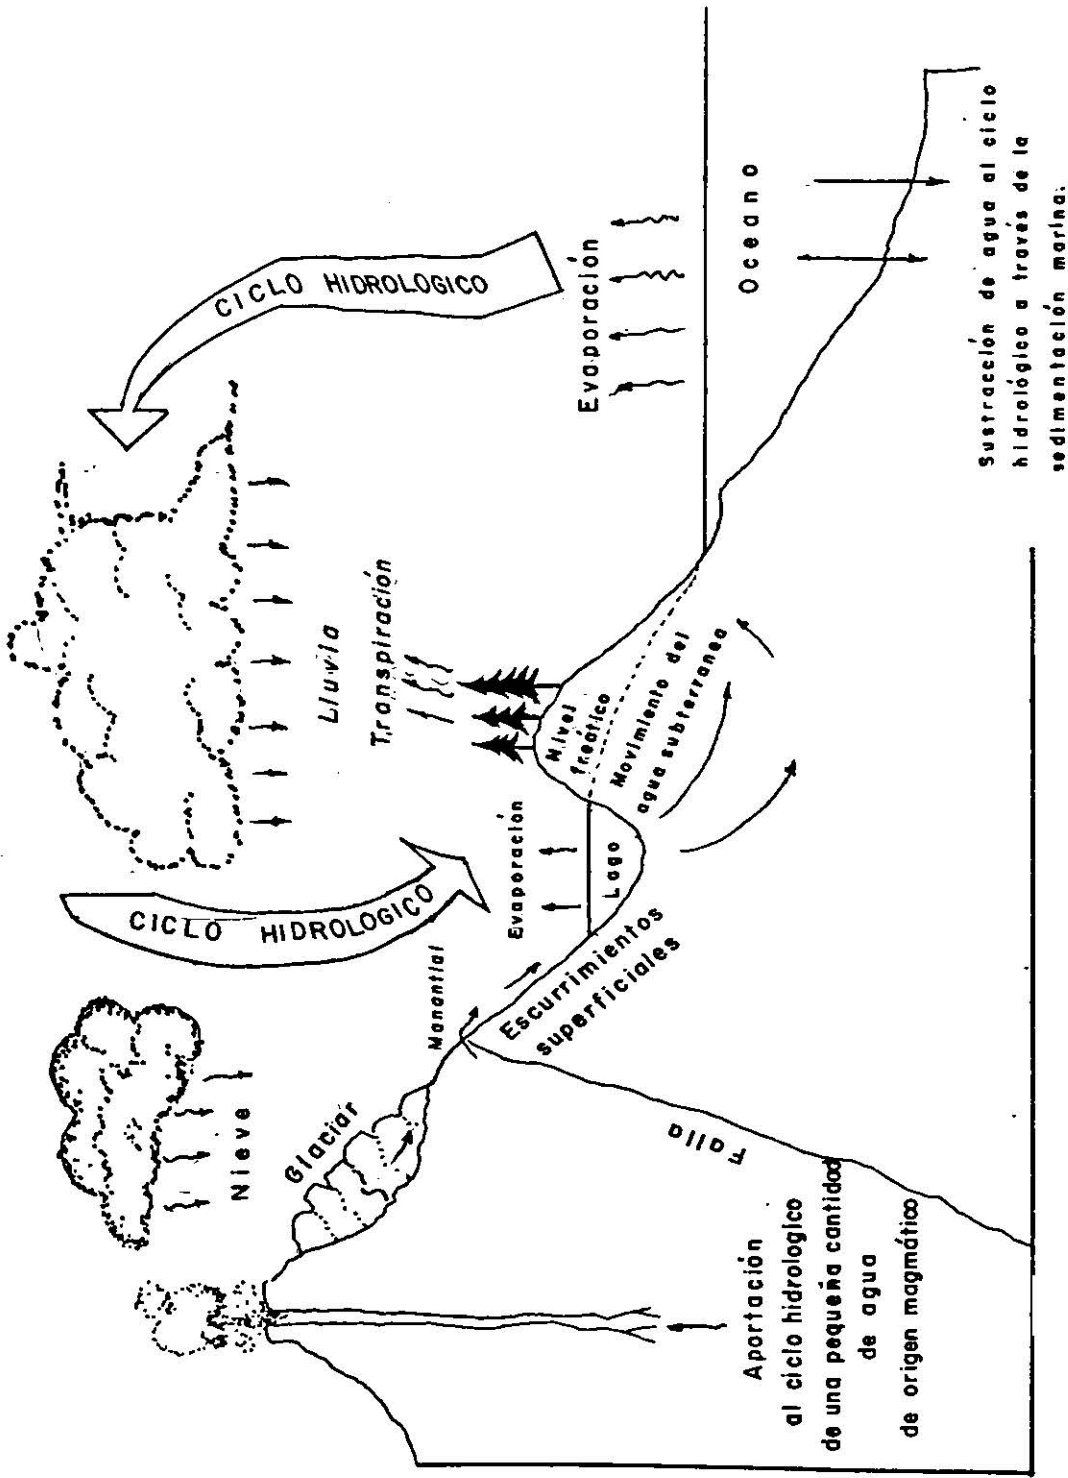 CICLO HIDROLOGICO
CICLO HIDROLOGICO
Nieve
Glaciar
Manantial
Evaporación
Lluvia
Transpiración
Evaporación
Lago
Escurrimientos
superficiales
Nivel
freático
Movimiento del
agua subterranea
Oceano
Falla
Aportación
al ciclo hidrologico
de una pequeña cantidad
de agua
de origen magmático
Sustracción de agua al ciclo
hidrológico a través de la
sedimentación marina.